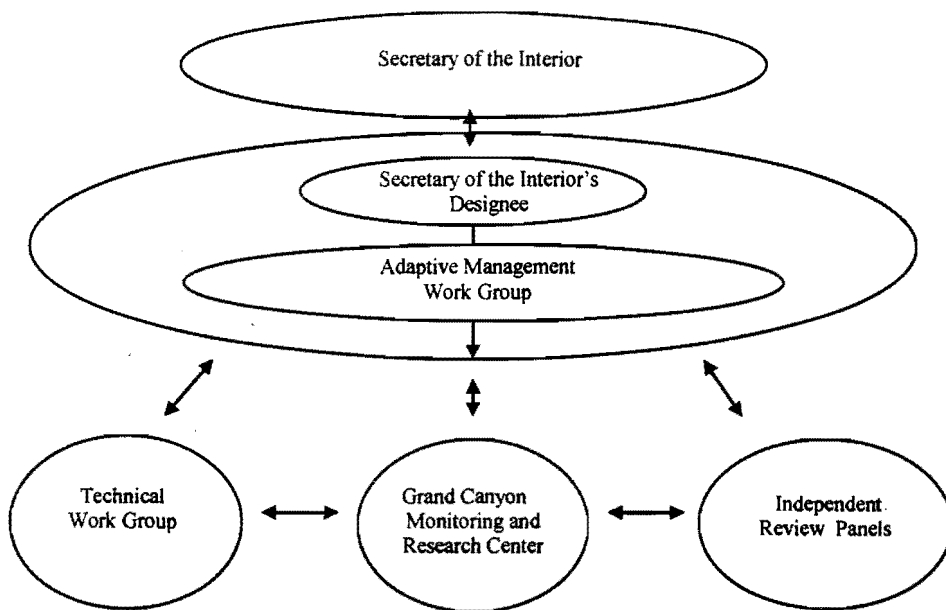 Secretary of the Interior
Secretary of the Interior's
Designee
Adaptive Management
Work Group
Technical
Work Group
Grand Canyon
Monitoring and
Research Center
Independent
Review Panels